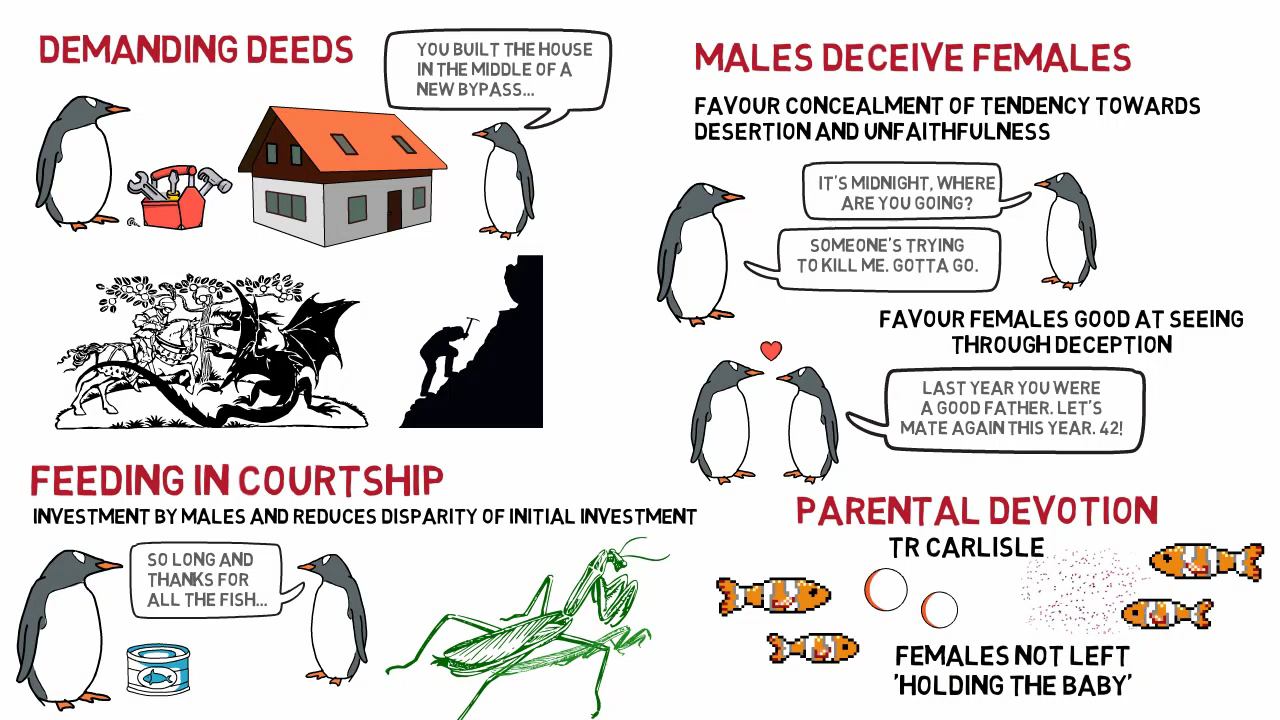 DEMANDING DEEDS
YOU BUILT THE HOUSE
IN THE MIDDLE OF A
NEW BYPASS...
FEEDING IN COURTSHIP
INVESTMENT BY MALES AND REDUCES DISPARITY OF INITIAL INVESTMENT
SO LONG AND
THANKS FOR
ALL THE FISH...
MALES DECEIVE FEMALES
FAVOUR CONCEALMENT OF TENDENCY TOWARDS
DESERTION AND UNFAITHFULNESS
IT'S MIDNIGHT, WHERE
ARE YOU GOING?
SOMEONE'S TRYING
TO KILL ME. GOTTA GO.
FAVOUR FEMALES GOOD AT SEEING
THROUGH DECEPTION
LAST YEAR YOU WERE
A GOOD FATHER. LET'S
MATE AGAIN THIS YEAR. 42!
PARENTAL DEVOTION
TR CARLISLE
FEMALES NOT LEFT
'HOLDING THE BABY'